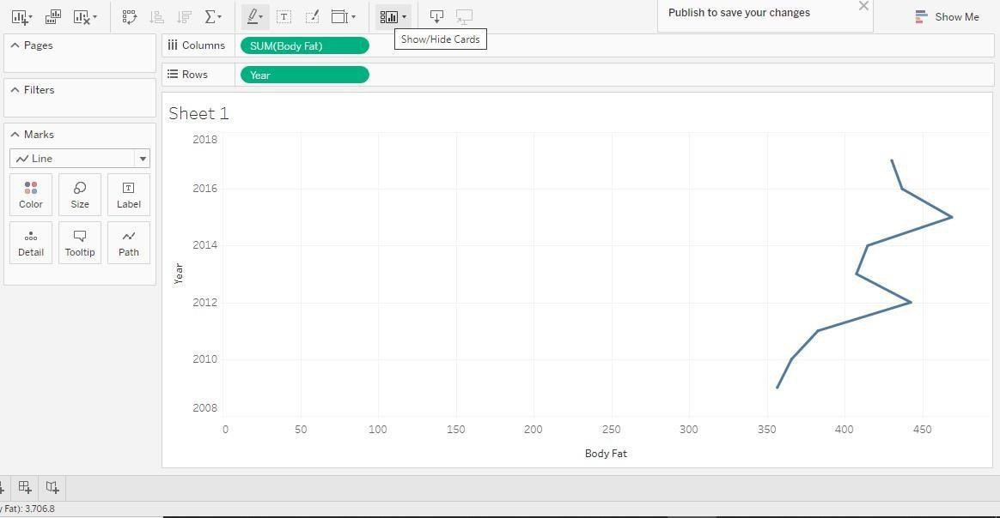 Publish to save your changes
Show Me
Show/Hide Cards
Pages
Columns
SUM(Body Fat)
Rows
Year
Filters
Marks
Line
Color
Size
Label
Detail
Tooltip
Path
Sheet 1
2018
2016
2014
2012
2010
2008
Year
0 50 100 150 200 250 300 350 400 450
Body Fat
y Fat): 3,706.8